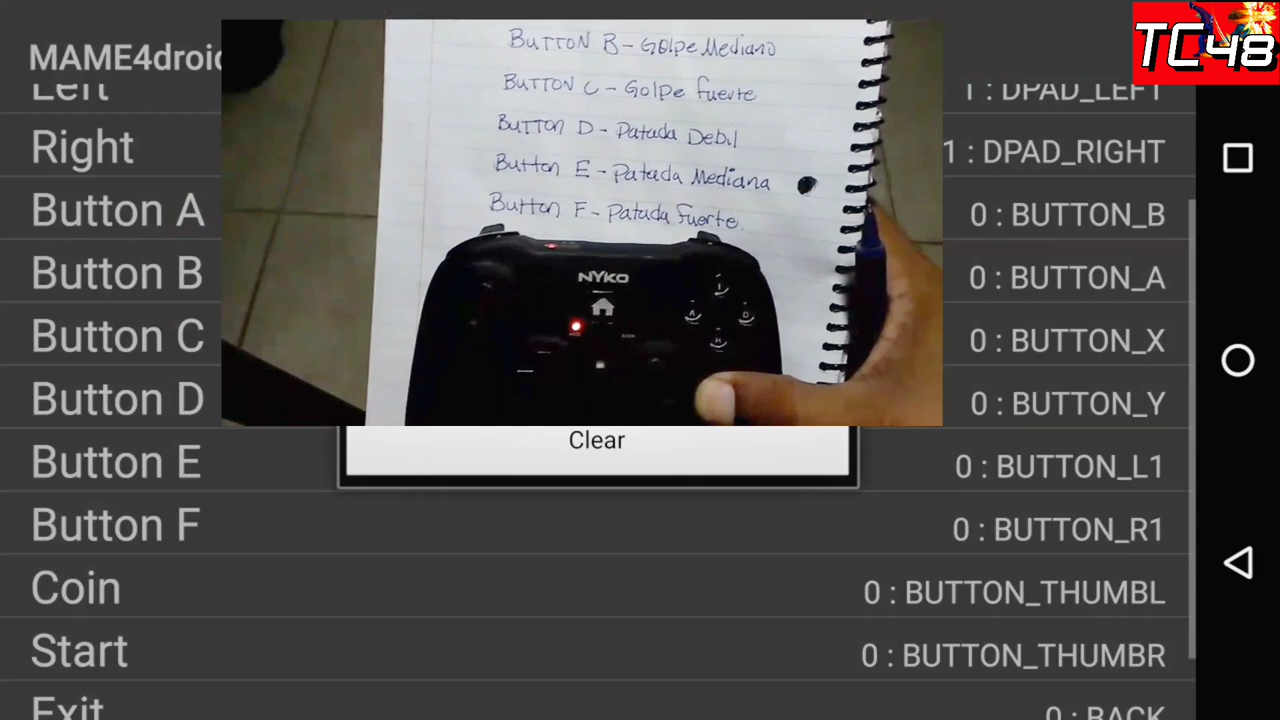 MAME4droid
TC48
Left 1 : DPAD_LEFT
Right 1 : DPAD_RIGHT
Button A 0 : BUTTON_B
Button B 0 : BUTTON_A
Button C 0 : BUTTON_X
Button D 0 : BUTTON_Y
Button E 0 : BUTTON_L1
Button F 0 : BUTTON_R1
Coin 0 : BUTTON_THUMBL
Start 0 : BUTTON_THUMBR
Exit 0 : BACK
BUTTON B - Golpe Mediano
BUTTON C - Golpe fuerte
BUTTON D - Patada Debil
Button E - Patada Mediana
Button F - Patada fuerte.
NYKO
Clear